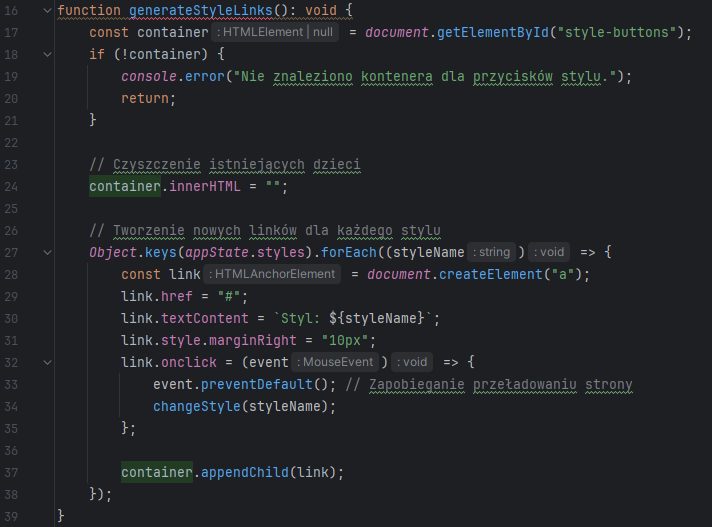 16 function generateStyleLinks(): void {
17 const container : HTMLElement | null = document.getElementById("style-buttons");
18 if (!container) {
19 console.error("Nie znaleziono kontenera dla przycisków stylu.");
20 return;
21 }
22
23 // Czyszczenie istniejących dzieci
24 container.innerHTML = "";
25
26 // Tworzenie nowych linków dla każdego stylu
27 Object.keys(appState.styles).forEach((styleName : string ) : void => {
28 const link : HTMLAnchorElement = document.createElement("a");
29 link.href = "#";
30 link.textContent = `Styl: ${styleName}`;
31 link.style.marginRight = "10px";
32 link.onclick = (event : MouseEvent ) : void => {
33 event.preventDefault(); // Zapobieganie przeładowaniu strony
34 changeStyle(styleName);
35 };
36
37 container.appendChild(link);
38 });
39 }